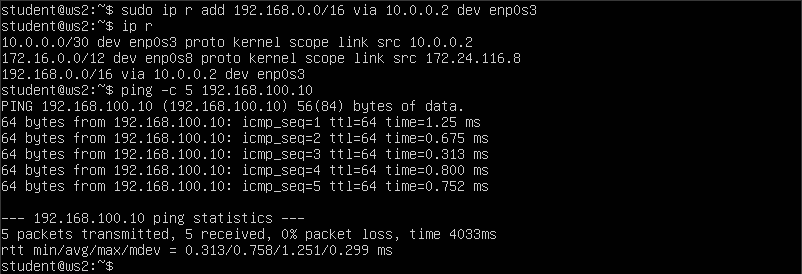 student@ws2:~$ sudo ip r add 192.168.0.0/16 via 10.0.0.2 dev enp0s3
student@ws2:~$ ip r
10.0.0.0/30 dev enp0s3 proto kernel scope link src 10.0.0.2
172.16.0.0/12 dev enp0s8 proto kernel scope link src 172.24.116.8
192.168.0.0/16 via 10.0.0.2 dev enp0s3
student@ws2:~$ ping -c 5 192.168.100.10
PING 192.168.100.10 (192.168.100.10) 56(84) bytes of data.
64 bytes from 192.168.100.10: icmp_seq=1 ttl=64 time=1.25 ms
64 bytes from 192.168.100.10: icmp_seq=2 ttl=64 time=0.675 ms
64 bytes from 192.168.100.10: icmp_seq=3 ttl=64 time=0.313 ms
64 bytes from 192.168.100.10: icmp_seq=4 ttl=64 time=0.800 ms
64 bytes from 192.168.100.10: icmp_seq=5 ttl=64 time=0.752 ms
--- 192.168.100.10 ping statistics ---
5 packets transmitted, 5 received, 0% packet loss, time 4033ms
rtt min/avg/max/mdev = 0.313/0.758/1.251/0.299 ms
student@ws2:~$